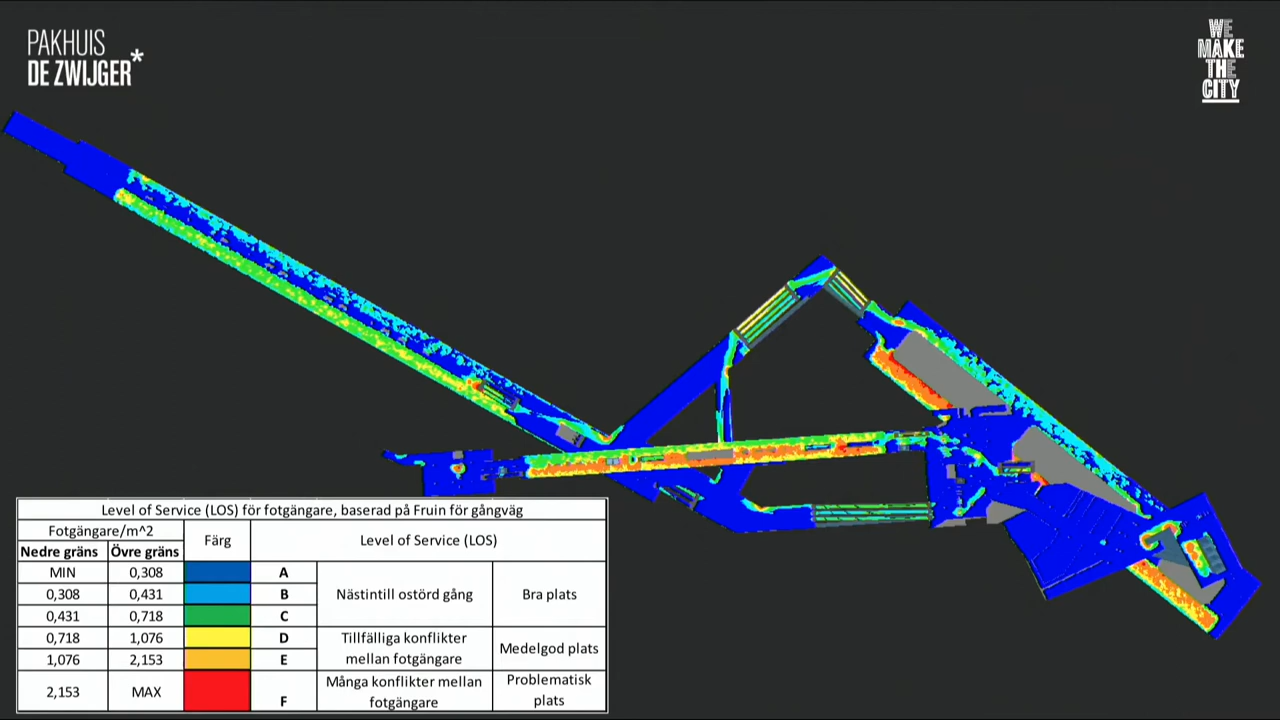 PAKHUIS
DE ZWIJGER*
WE
MAKE
THE
CITY
Level of Service (LOS) för fotgängare, baserad på Fruin för gångväg
Fotgängare/m^2 Färg Level of Service (LOS)
Nedre gräns Övre gräns
MIN 0,308 A
0,308 0,431 B Nästintill ostörd gång Bra plats
0,431 0,718 C
0,718 1,076 D Tillfälliga konflikter
1,076 2,153 E mellan fotgängare Medelgod plats
2,153 MAX F Många konflikter mellan Problematisk
fotgängare plats